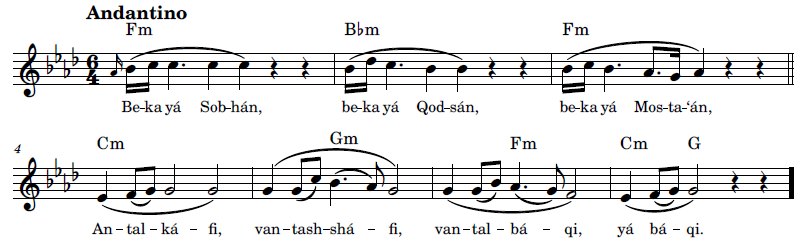 Andantino
Fm B♭m Fm
6
4
Be-ka yá Sob-hán, be-ka yá Qod-sán, be-ka yá Mos-ta-‘án,
4
Cm Gm Fm Cm G
An-tal-ká-fi, van-tash-shá-fi, van-tal-bá-qi, yá bá-qi.